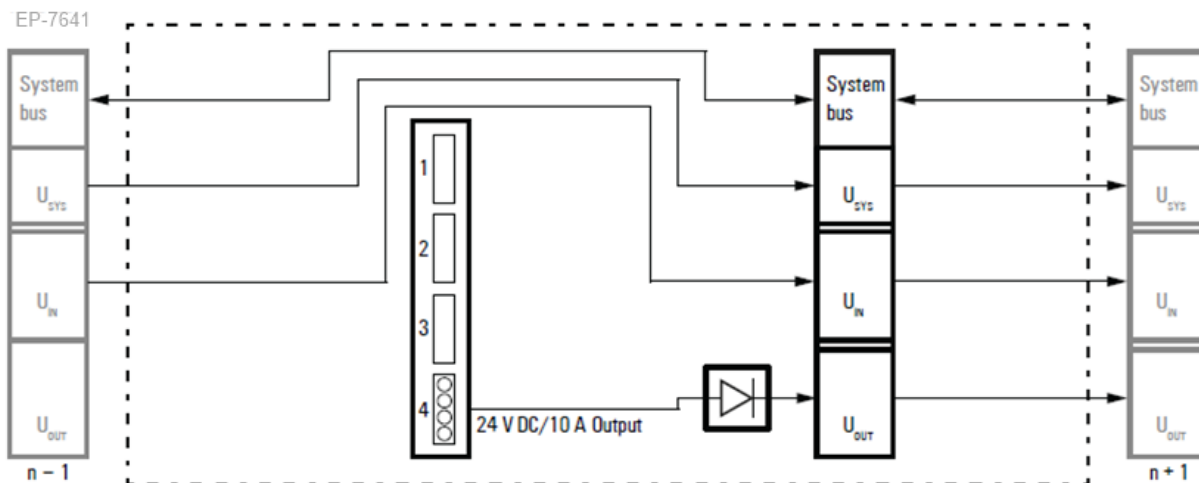 EP-7641
System
bus
U_SYS
U_IN
U_OUT
n – 1
1
2
3
4
24 V DC/10 A Output
System
bus
U_SYS
U_IN
U_OUT
System
bus
U_SYS
U_IN
U_OUT
n + 1